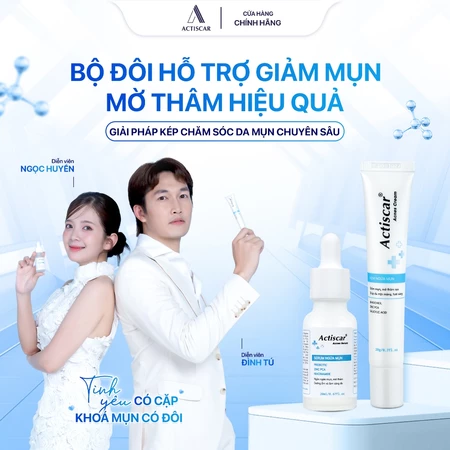 ACTISCAR
CỬA HÀNG
CHÍNH HÃNG
BỘ ĐÔI HỖ TRỢ GIẢM MỤN
MỜ THÂM HIỆU QUẢ
GIẢI PHÁP KÉP CHĂM SÓC DA MỤN CHUYÊN SÂU
Diễn viên
NGỌC HUYỀN
Diễn viên
ĐÌNH TÚ
Tình yêu CÓ CẶP
KHOÁ MỤN CÓ ĐÔI
Actiscar®
Acnes Serum
SERUM NGỪA MỤN
Actiscar®
Acnes Cream